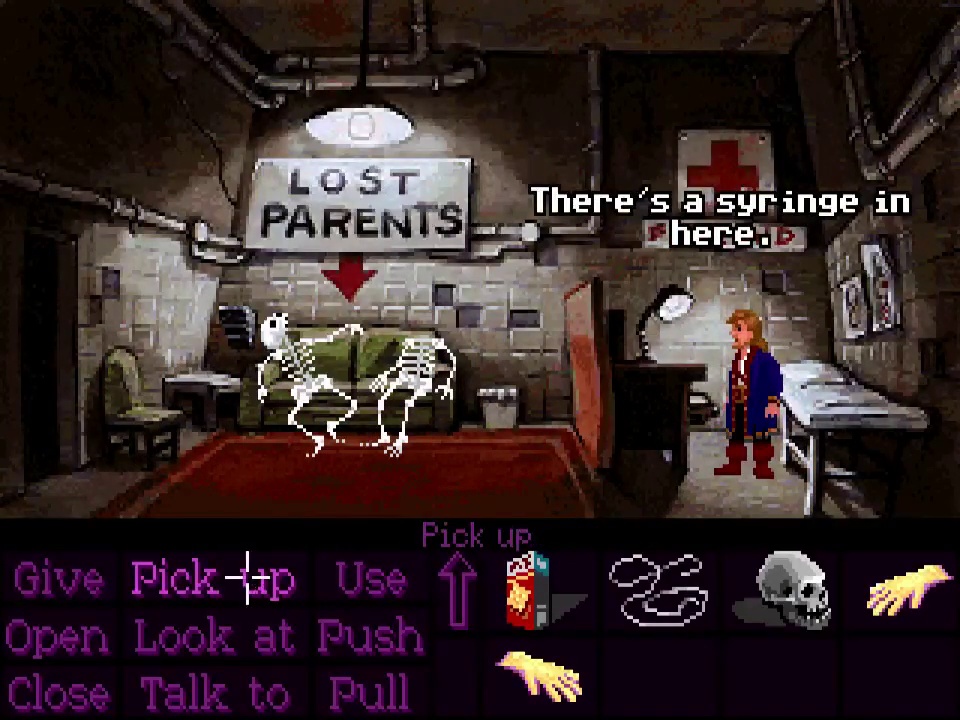 LOST
PARENTS
There's a syringe in
here.
Pick up
Give Pick up Use
Open Look at Push
Close Talk to Pull